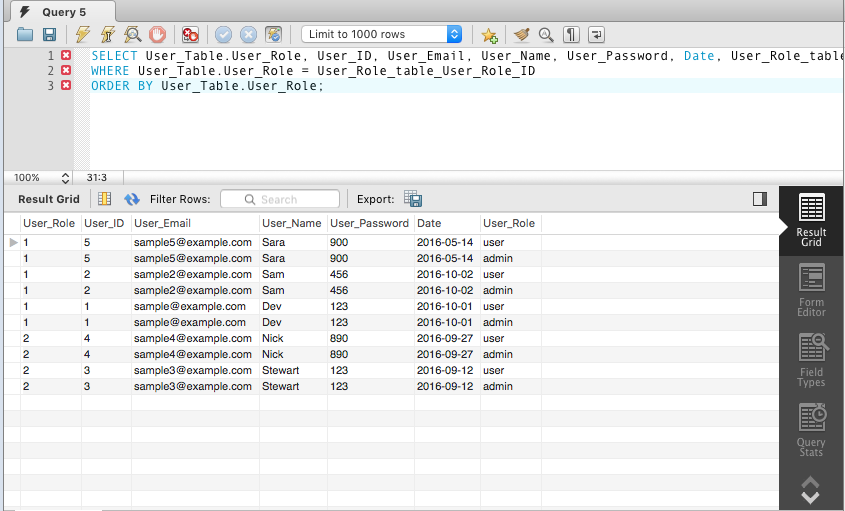 Query 5
Limit to 1000 rows
1 SELECT User_Table.User_Role, User_ID, User_Email, User_Name, User_Password, Date, User_Role_table
2 WHERE User_Table.User_Role = User_Role_table_User_Role_ID
3 ORDER BY User_Table.User_Role;
100% 31:3
Result Grid Filter Rows: Search Export:
User_Role User_ID User_Email User_Name User_Password Date User_Role
1 5 sample5@example.com Sara 900 2016-05-14 user
1 5 sample5@example.com Sara 900 2016-05-14 admin
1 2 sample2@example.com Sam 456 2016-10-02 user
1 2 sample2@example.com Sam 456 2016-10-02 admin
1 1 sample@example.com Dev 123 2016-10-01 user
1 1 sample@example.com Dev 123 2016-10-01 admin
2 4 sample4@example.com Nick 890 2016-09-27 user
2 4 sample4@example.com Nick 890 2016-09-27 admin
2 3 sample3@example.com Stewart 123 2016-09-12 user
2 3 sample3@example.com Stewart 123 2016-09-12 admin
Result
Grid
Form
Editor
Field
Types
Query
Stats